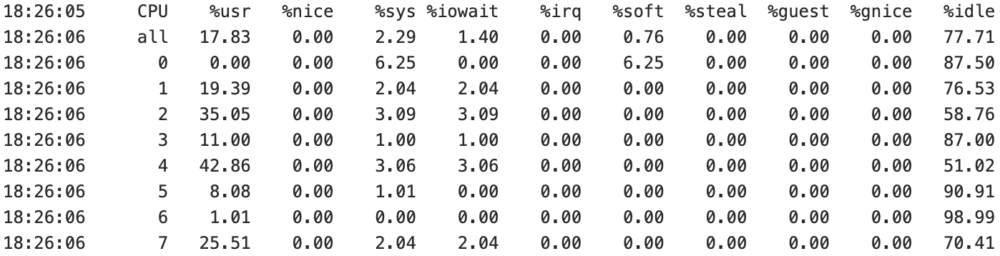 18:26:05 CPU %usr %nice %sys %iowait %irq %soft %steal %guest %gnice %idle
18:26:06 all 17.83 0.00 2.29 1.40 0.00 0.76 0.00 0.00 0.00 77.71
18:26:06 0 0.00 0.00 6.25 0.00 0.00 6.25 0.00 0.00 0.00 87.50
18:26:06 1 19.39 0.00 2.04 2.04 0.00 0.00 0.00 0.00 0.00 76.53
18:26:06 2 35.05 0.00 3.09 3.09 0.00 0.00 0.00 0.00 0.00 58.76
18:26:06 3 11.00 0.00 1.00 1.00 0.00 0.00 0.00 0.00 0.00 87.00
18:26:06 4 42.86 0.00 3.06 3.06 0.00 0.00 0.00 0.00 0.00 51.02
18:26:06 5 8.08 0.00 1.01 0.00 0.00 0.00 0.00 0.00 0.00 90.91
18:26:06 6 1.01 0.00 0.00 0.00 0.00 0.00 0.00 0.00 0.00 98.99
18:26:06 7 25.51 0.00 2.04 2.04 0.00 0.00 0.00 0.00 0.00 70.41